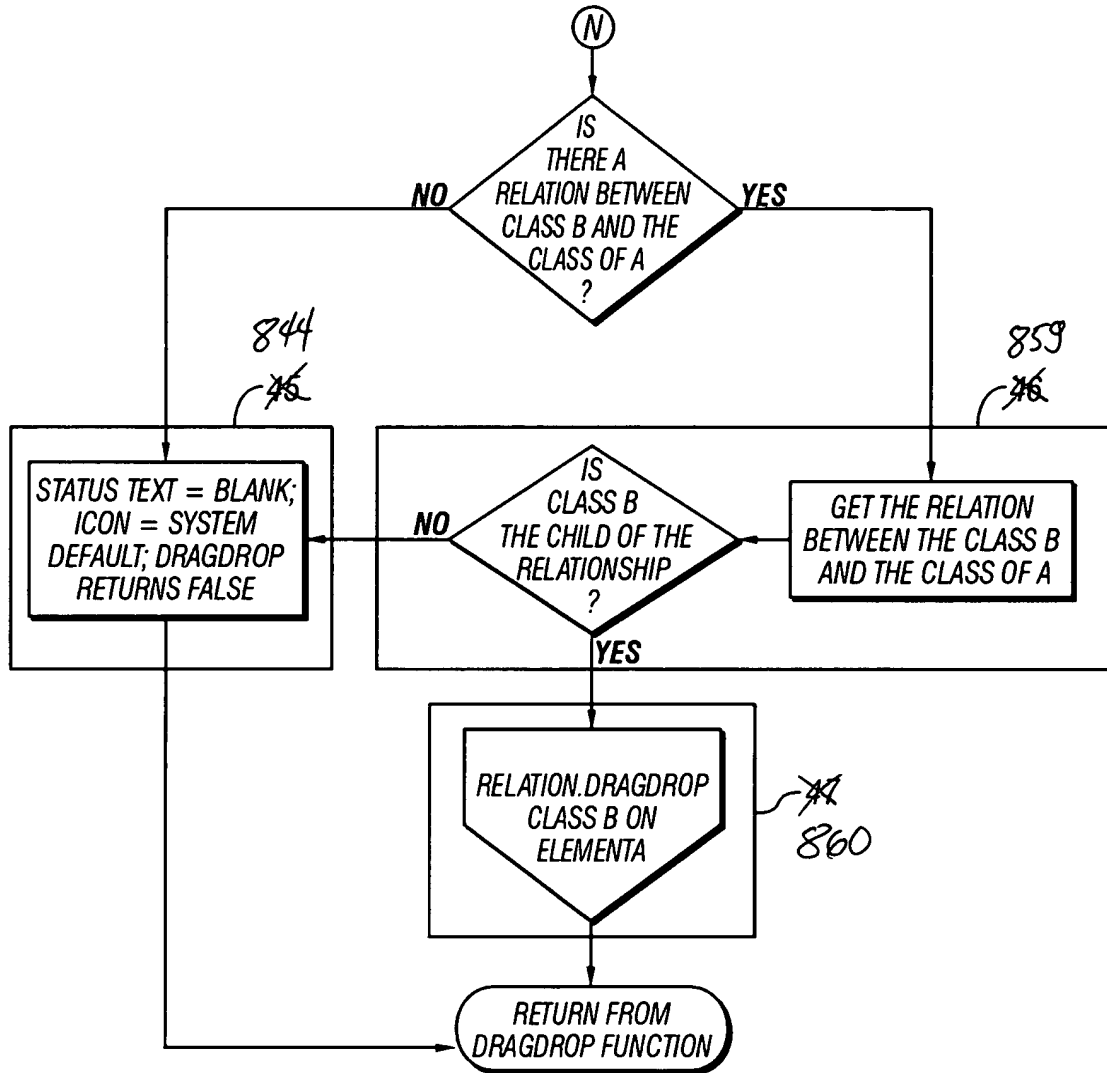 N
IS
THERE A
RELATION BETWEEN
CLASS B AND THE
CLASS OF A
?
NO
YES
844
45
859
46
STATUS TEXT = BLANK;
ICON = SYSTEM
DEFAULT; DRAGDROP
RETURNS FALSE
NO
IS
CLASS B
THE CHILD OF THE
RELATIONSHIP
?
GET THE RELATION
BETWEEN THE CLASS B
AND THE CLASS OF A
YES
RELATION.DRAGDROP
CLASS B ON
ELEMENTA
47
860
RETURN FROM
DRAGDROP FUNCTION